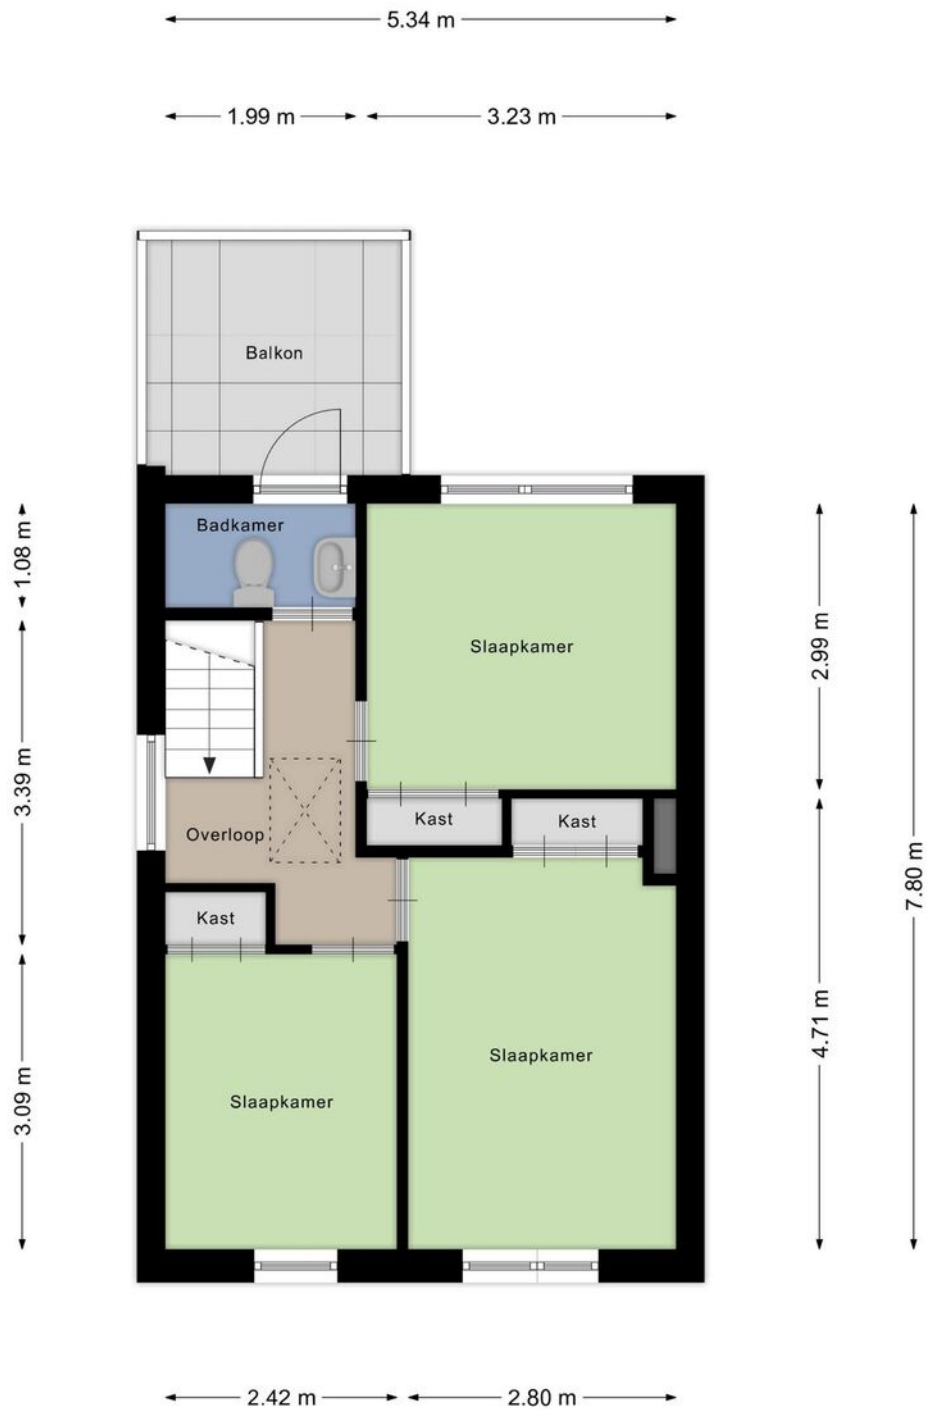 5.34 m
1.99 m
3.23 m
Balkon
Badkamer
1.08 m
Slaapkamer
2.99 m
3.39 m
Kast
Kast
Overloop
7.80 m
Kast
4.71 m
Slaapkamer
Slaapkamer
3.09 m
2.42 m
2.80 m